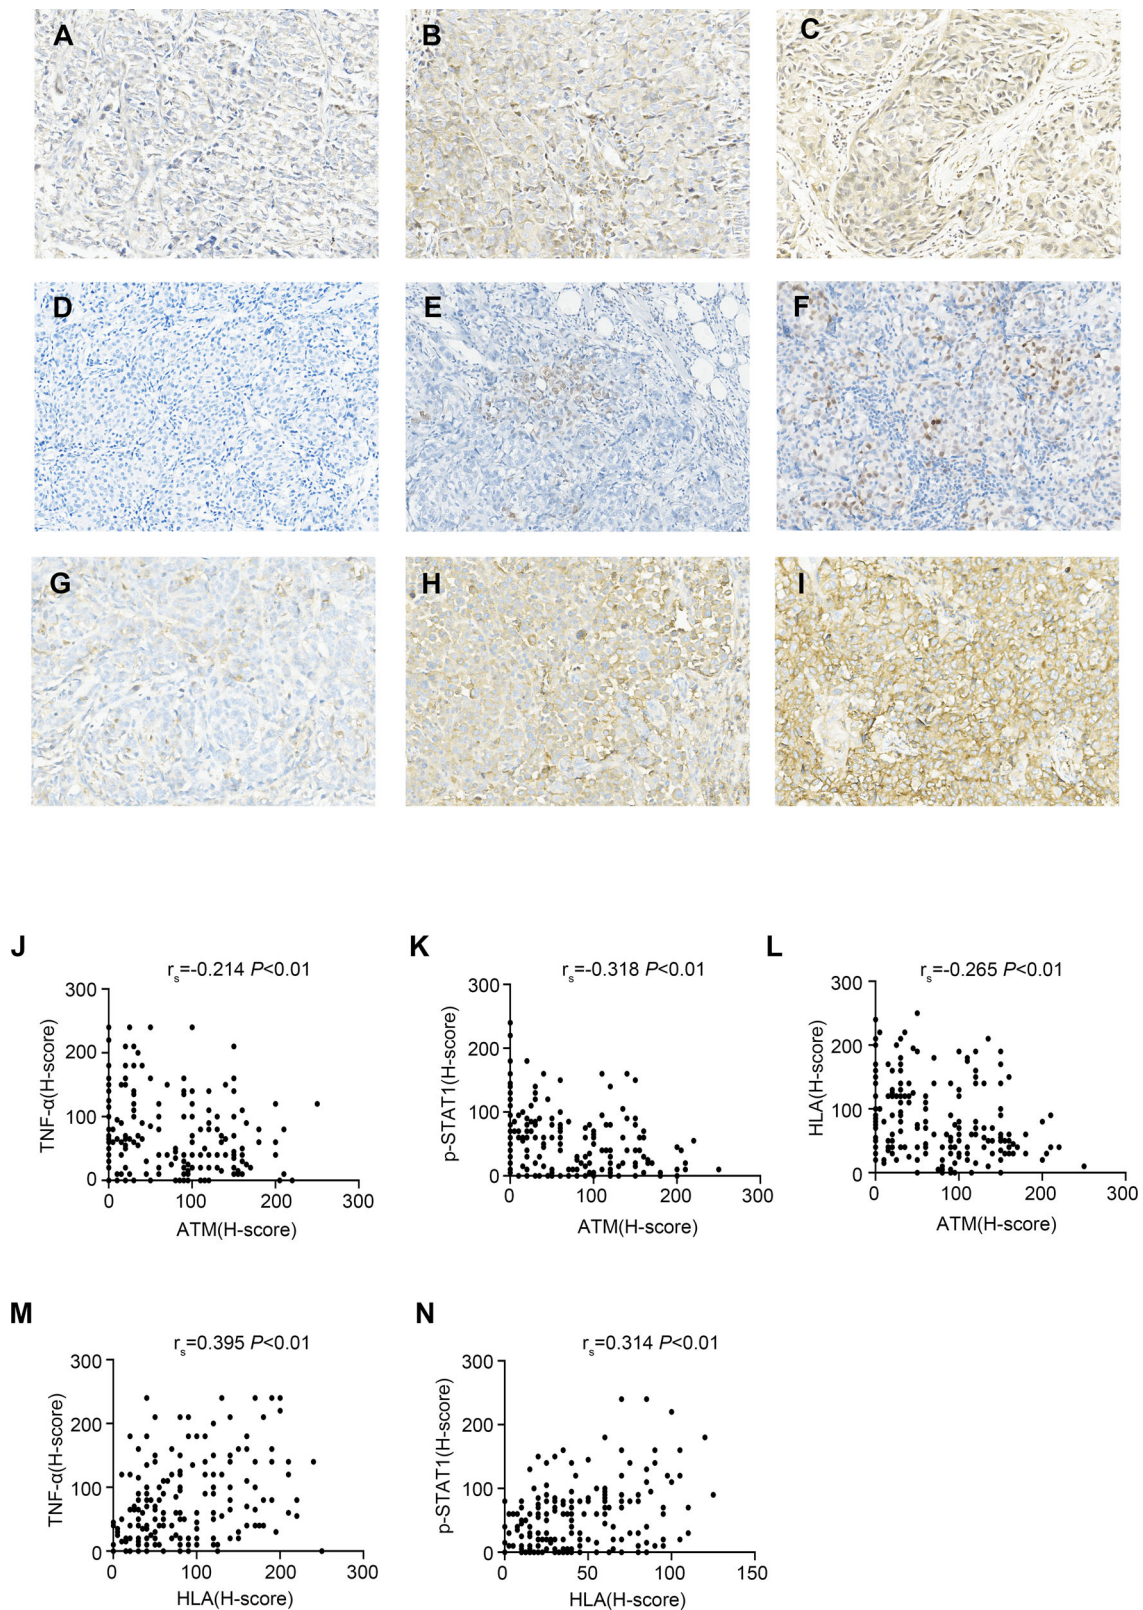 A
B
C
D
E
F
G
H
I
J
rs=-0.214 P<0.01
TNF-α(H-score)
300
200
100
0
0 100 200 300
ATM(H-score)
K
rs=-0.318 P<0.01
p-STAT1(H-score)
300
200
100
0
0 100 200 300
ATM(H-score)
L
rs=-0.265 P<0.01
HLA(H-score)
300
200
100
0
0 100 200 300
ATM(H-score)
M
rs=0.395 P<0.01
TNF-α(H-score)
300
200
100
0
0 100 200 300
HLA(H-score)
N
rs=0.314 P<0.01
p-STAT1(H-score)
300
200
100
0
0 50 100 150
HLA(H-score)